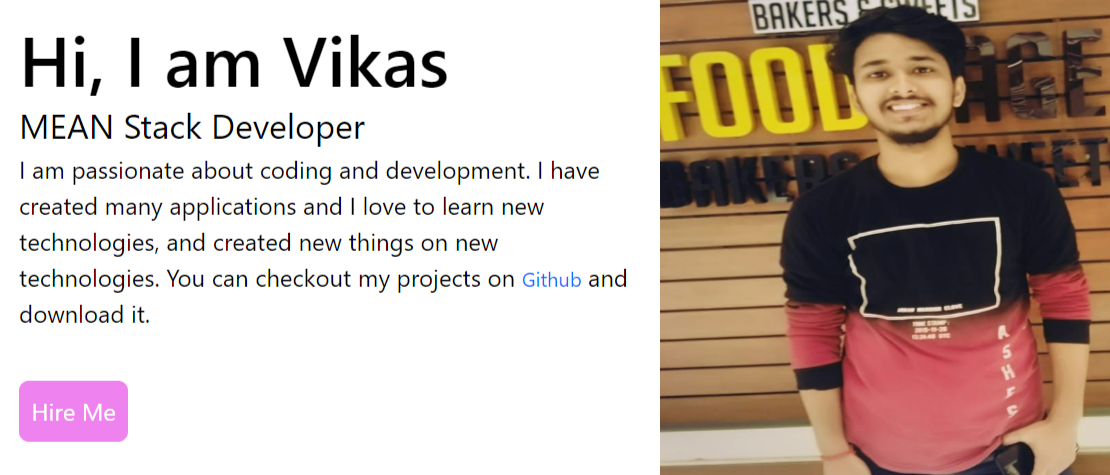 Hi, I am Vikas
MEAN Stack Developer
I am passionate about coding and development. I have
created many applications and I love to learn new
technologies, and created new things on new
technologies. You can checkout my projects on Github and
download it.
Hire Me
BAKERS & SWEETS
FOOD
BAKERS